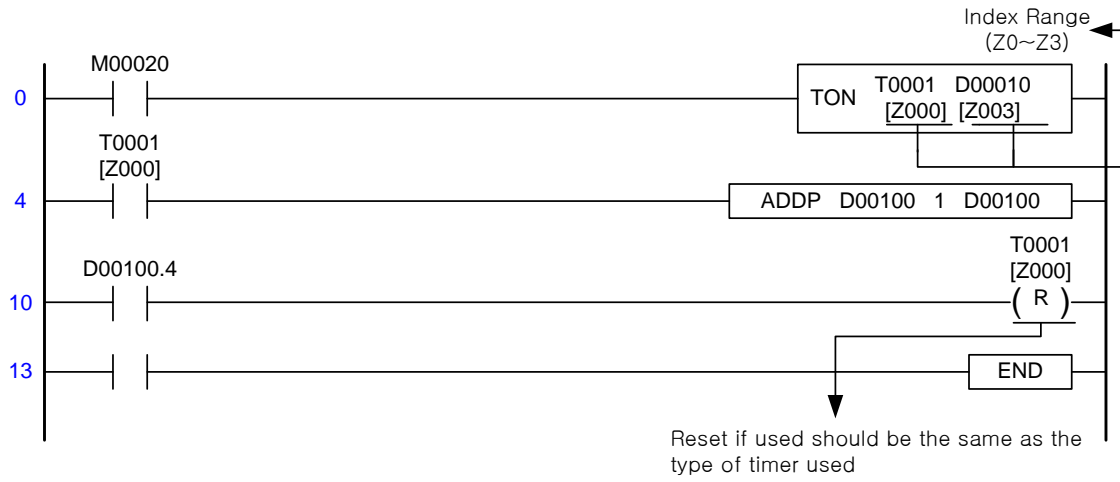 Index Range
(Z0~Z3)
M00020
0
TON T0001 D00010
[Z000] [Z003]
T0001
[Z000]
4
ADDP D00100 1 D00100
T0001
[Z000]
D00100.4
10
( R )
13
END
Reset if used should be the same as the
type of timer used